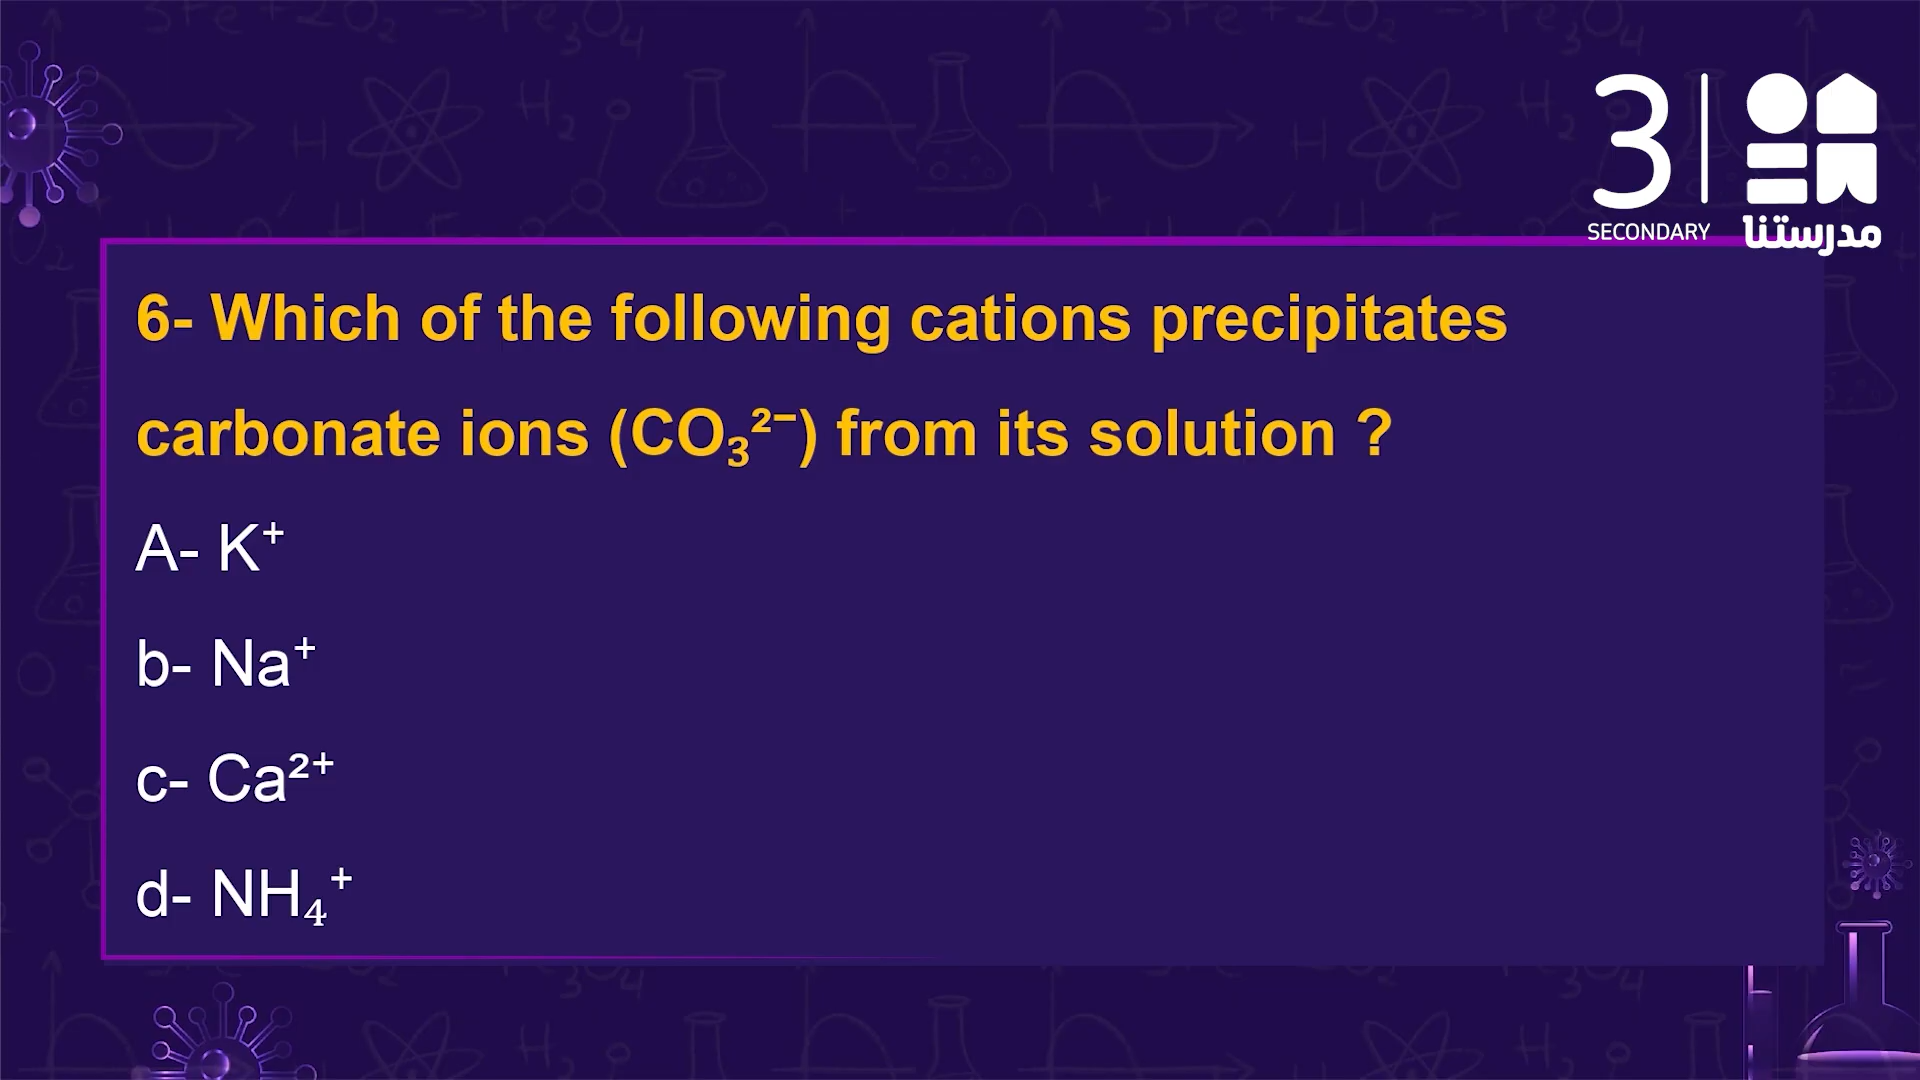 3
SECONDARY
مدرستنا
6- Which of the following cations precipitates
carbonate ions (CO₃²⁻) from its solution ?
A- K⁺
b- Na⁺
c- Ca²⁺
d- NH₄⁺